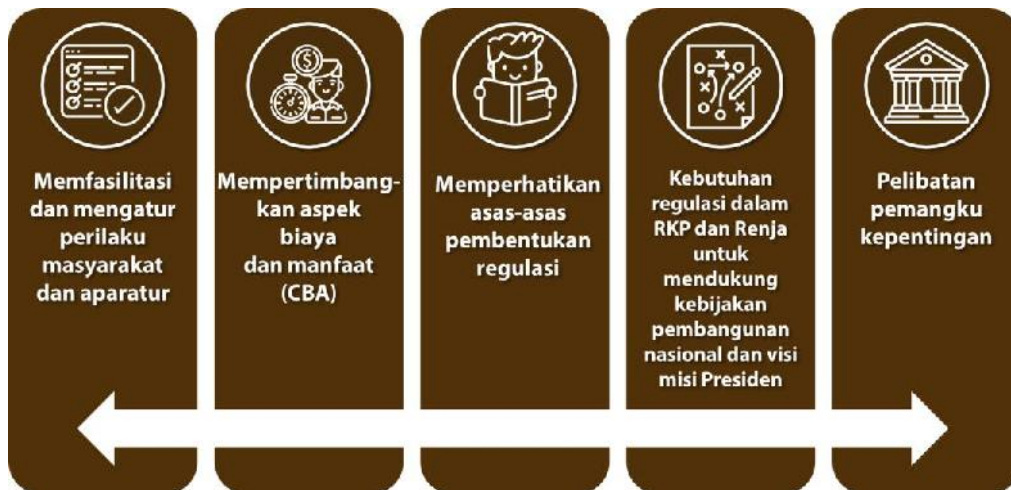 Memfasilitasi
dan mengatur
perilaku
masyarakat
dan aparatur
Mempertimbang-
kan aspek
biaya
dan manfaat
(CBA)
Memperhatikan
asas-asas
pembentukan
regulasi
Kebutuhan
regulasi dalam
RKP dan Renja
untuk
mendukung
kebijakan
pembangunan
nasional dan visi
misi Presiden
Pelibatan
pemangku
kepentingan